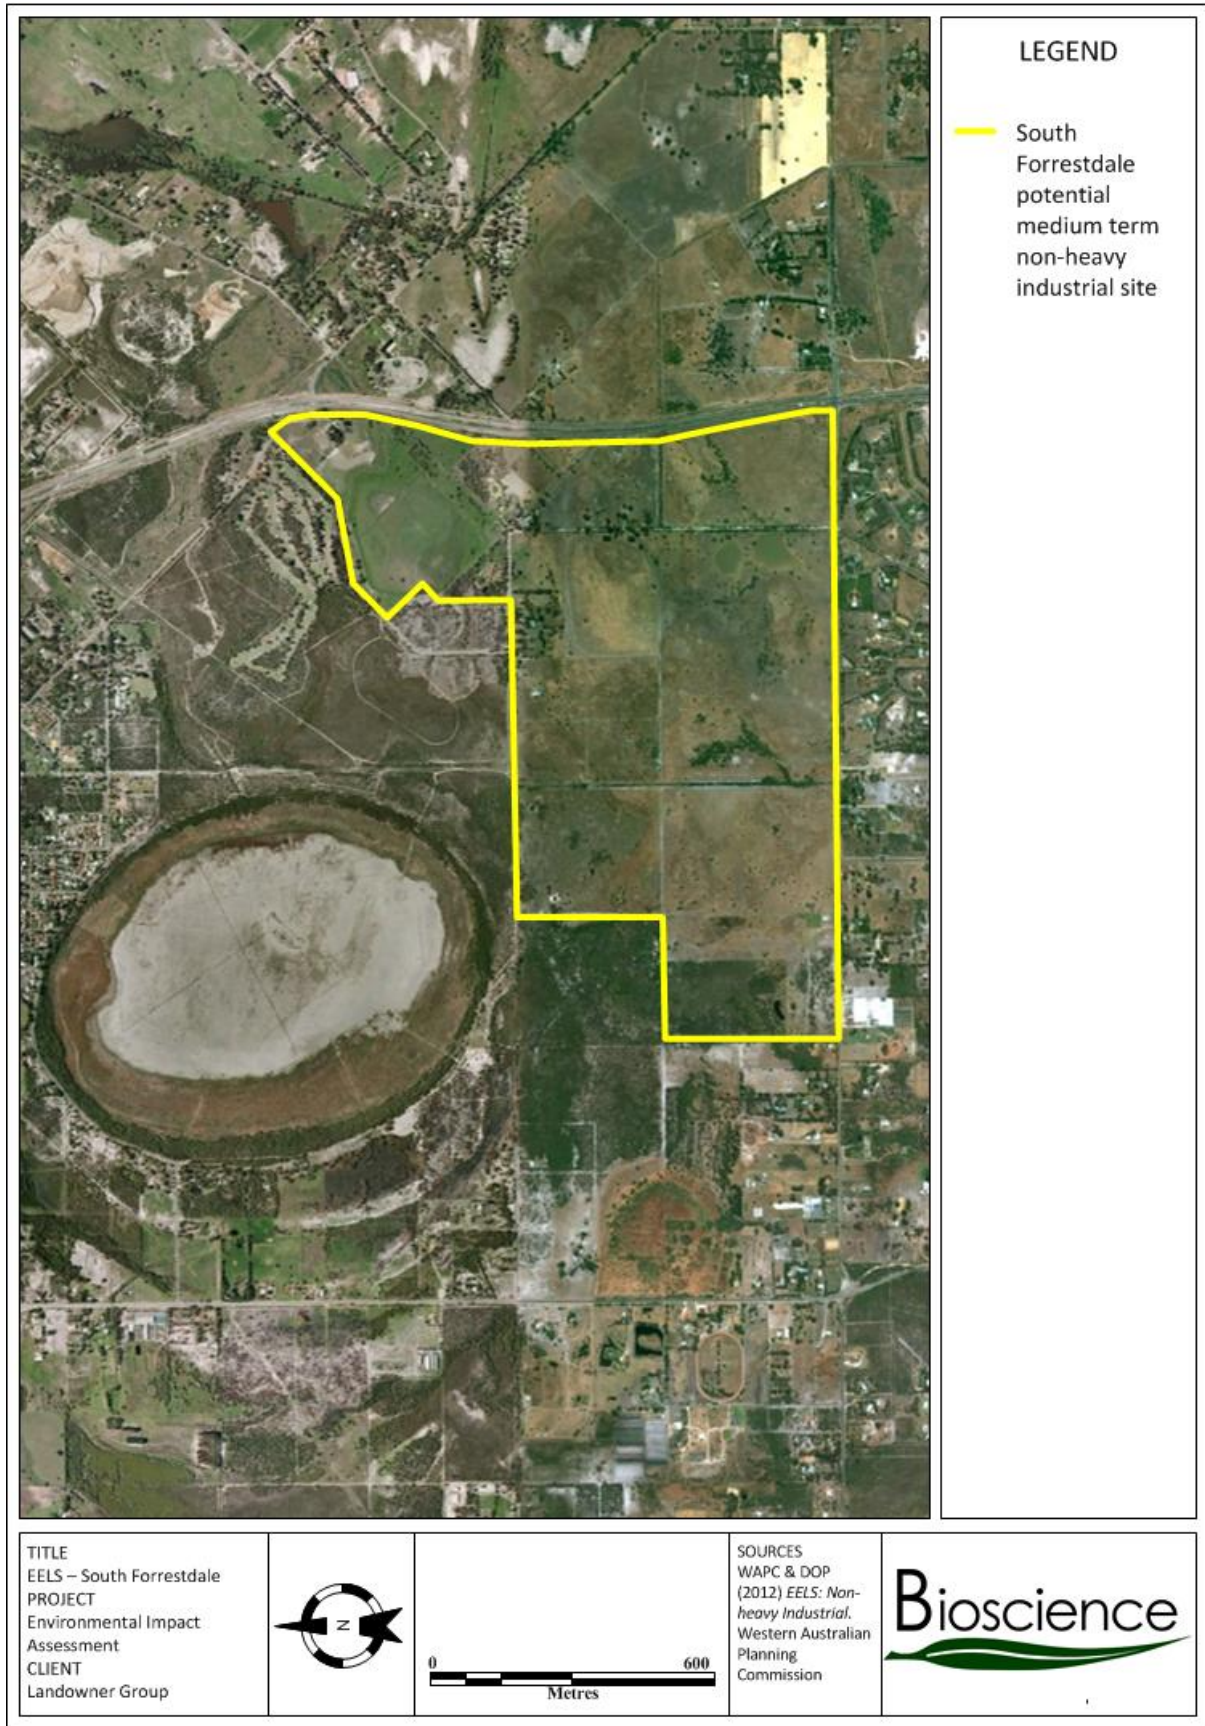 LEGEND
South
Forrestdale
potential
medium term
non-heavy
industrial site
TITLE
EELS – South Forrestdale
PROJECT
Environmental Impact
Assessment
CLIENT
Landowner Group
N
0 600
Metres
SOURCES
WAPC & DOP
(2012) EELS: Non-
heavy Industrial.
Western Australian
Planning
Commission
Bioscience